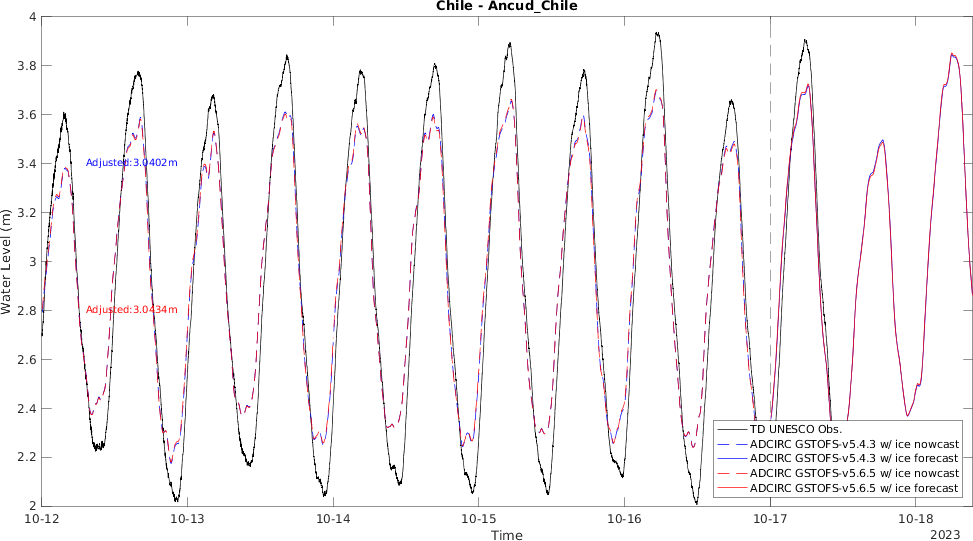 Chile - Ancud_Chile
4
3.8
3.6
3.4
3.2
3
2.8
2.6
2.4
2.2
2
Water Level (m)
Adjusted:3.0402m
Adjusted:3.0434m
TD UNESCO Obs.
ADCIRC GSTOFS-v5.4.3 w/ ice nowcast
ADCIRC GSTOFS-v5.4.3 w/ ice forecast
ADCIRC GSTOFS-v5.6.5 w/ ice nowcast
ADCIRC GSTOFS-v5.6.5 w/ ice forecast
10-12 10-13 10-14 10-15 10-16 10-17 10-18
Time
2023